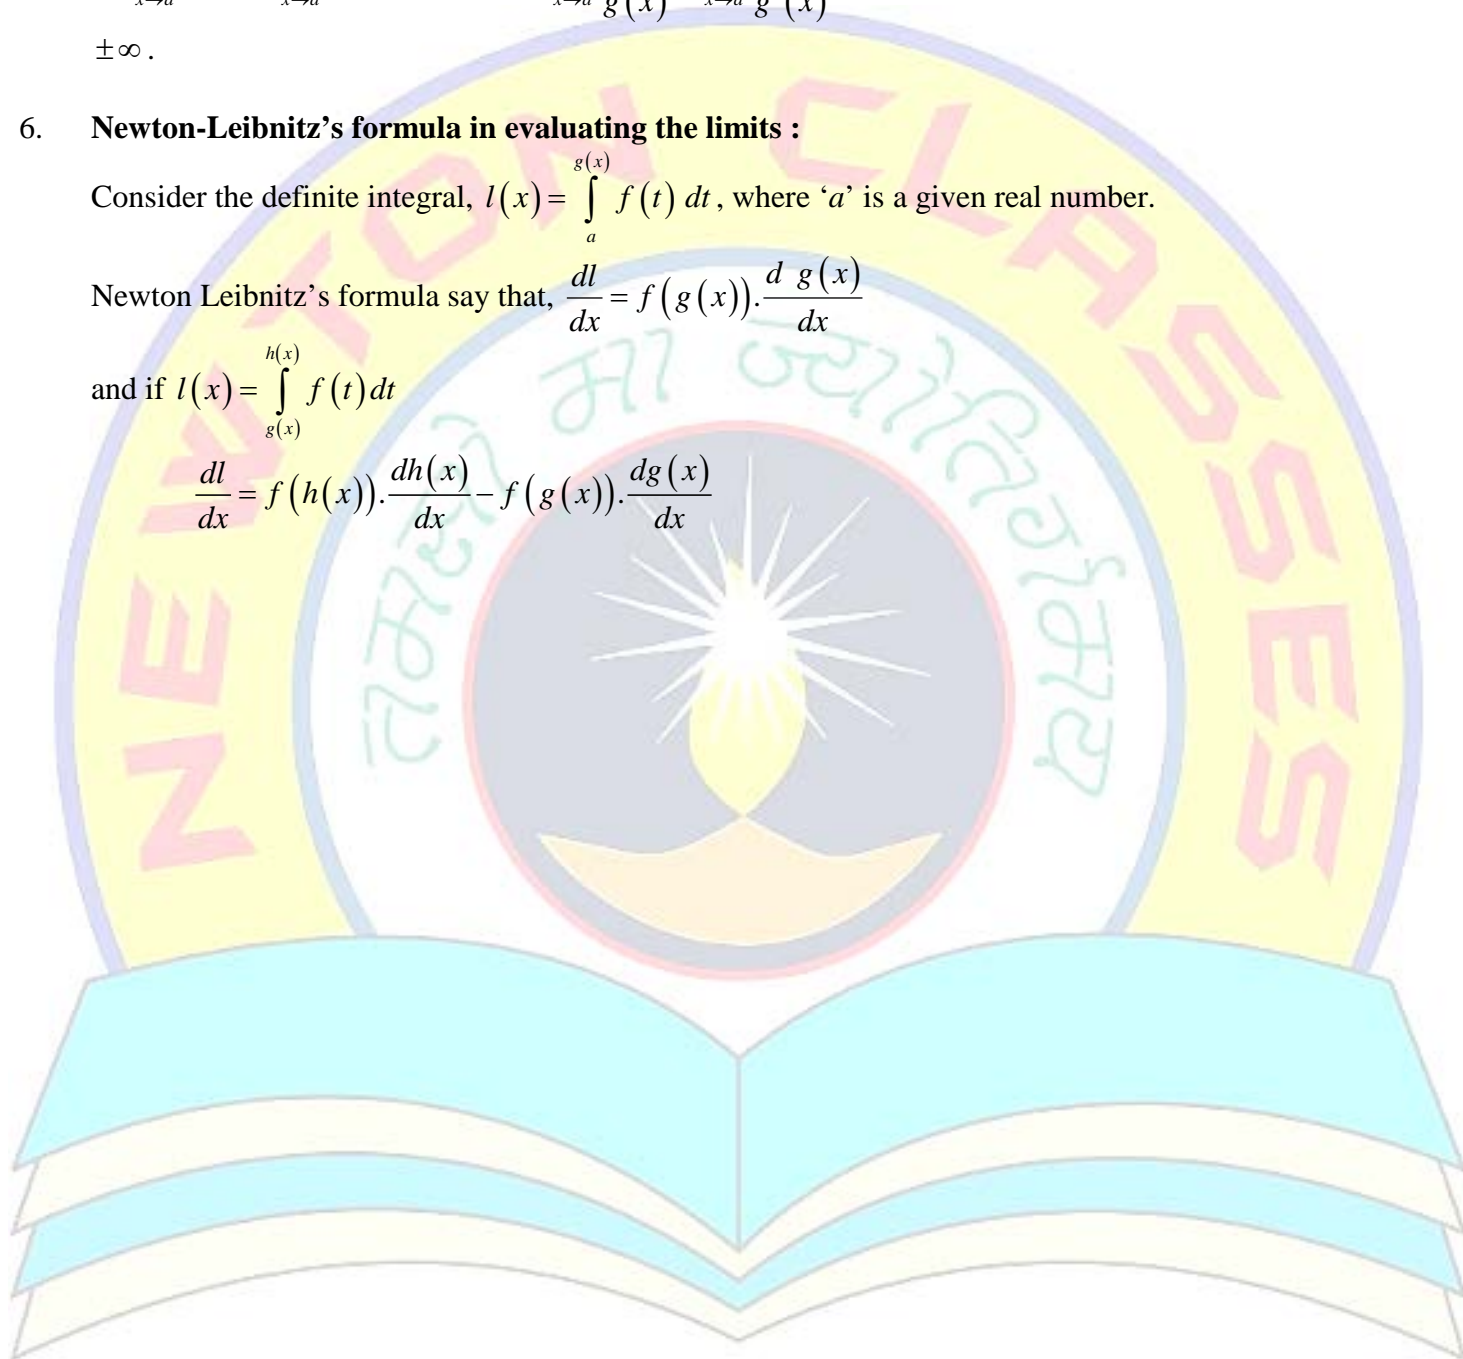 x→a x→a x→a g(x) x→a g (x)
±∞.
6. Newton-Leibnitz's formula in evaluating the limits :
Consider the definite integral, l(x) = ∫_a^{g(x)} f(t) dt, where 'a' is a given real number.
Newton Leibnitz's formula say that, dl/dx = f(g(x)).d g(x)/dx
and if l(x) = ∫_{g(x)}^{h(x)} f(t)dt
dl/dx = f(h(x)).dh(x)/dx − f(g(x)).dg(x)/dx
NEWTON CLASSES
तमसो मा ज्योतिर्गमय